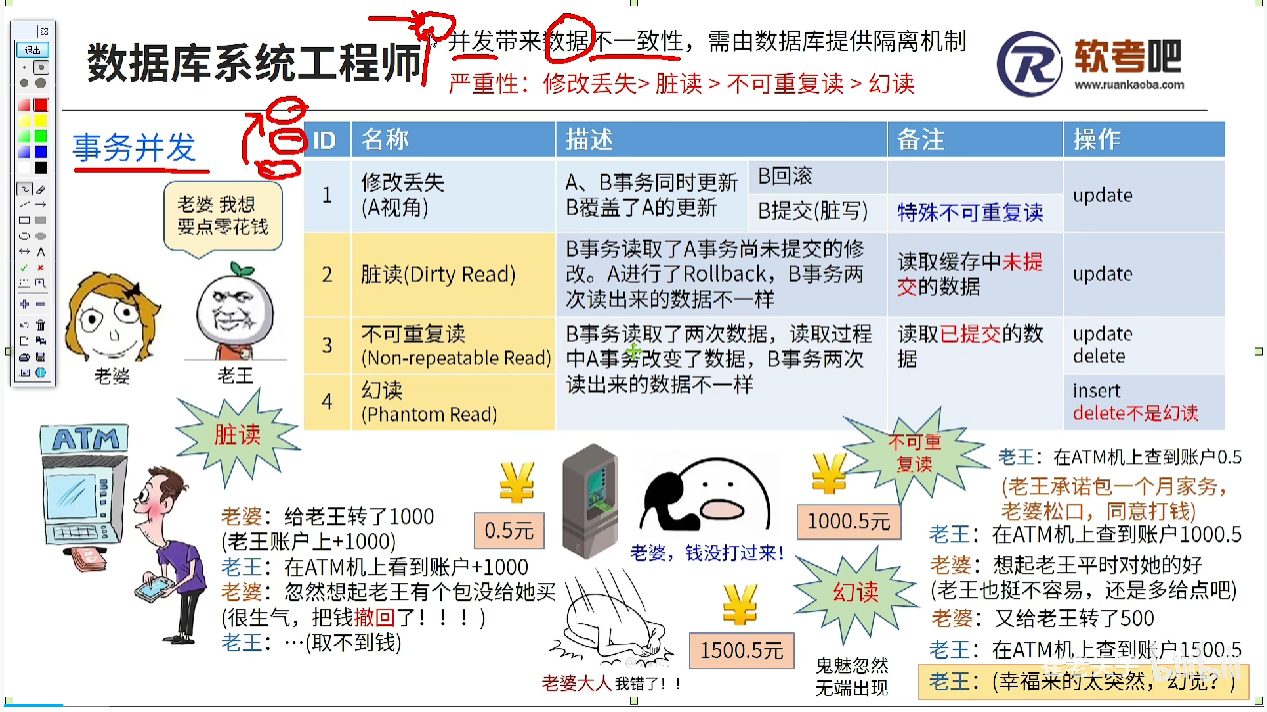 数据库系统工程师
并发带来数据不一致性，需由数据库提供隔离机制
严重性：修改丢失> 脏读 > 不可重复读 > 幻读
软考吧
www.ruankaoba.com
事务并发
ID 名称 描述 备注 操作
1 修改丢失
(A视角)
A、B事务同时更新
B覆盖了A的更新
B回滚
B提交(脏写) 特殊不可重复读
update
2 脏读(Dirty Read)
B事务读取了A事务尚未提交的修
改。A进行了Rollback，B事务两
次读出来的数据不一样
读取缓存中未提
交的数据
update
3 不可重复读
(Non-repeatable Read)
B事务读取了两次数据，读取过程
中A事务改变了数据，B事务两次
读出来的数据不一样
读取已提交的数
据
update
delete
4 幻读
(Phantom Read)
insert
delete不是幻读
退出
老婆 我想
要点零花钱
老婆
老王
脏读
ATM
老婆：给老王转了1000
(老王账户上+1000)
老王：在ATM机上看到账户+1000
老婆：忽然想起老王有个包没给她买
(很生气，把钱撤回了！！！)
老王：…(取不到钱)
¥
0.5元
老婆，钱没打过来！
¥
1000.5元
不可重
复读
老王：在ATM机上查到账户0.5
(老王承诺包一个月家务，
老婆松口，同意打钱)
老王：在ATM机上查到账户1000.5
老婆：想起老王平时对她的好
(老王也挺不容易，还是多给点吧)
老婆：又给老王转了500
老王：在ATM机上查到账户1500.5
老王：(幸福来的太突然，幻觉？)
幻读
鬼魅忽然
无端出现
¥
1500.5元
老婆大人 我错了！！
bilibili